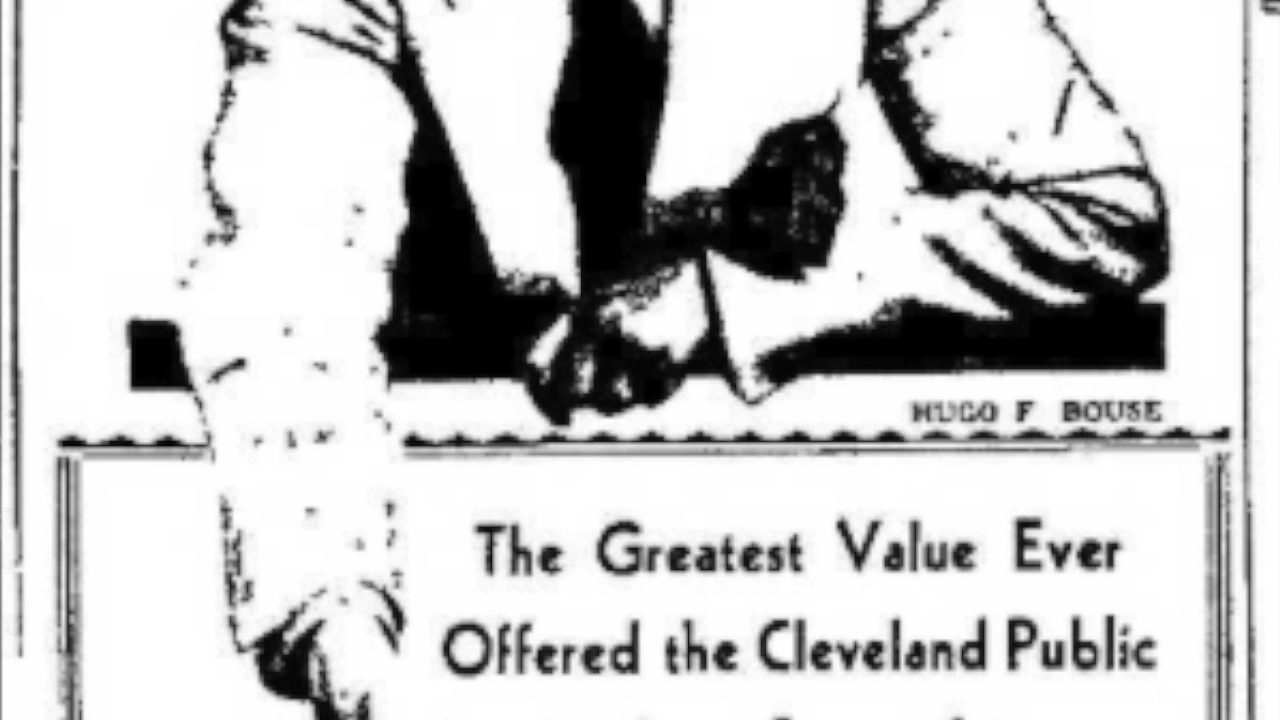 HUGO F BOUSE
The Greatest Value Ever
Offered the Cleveland Public